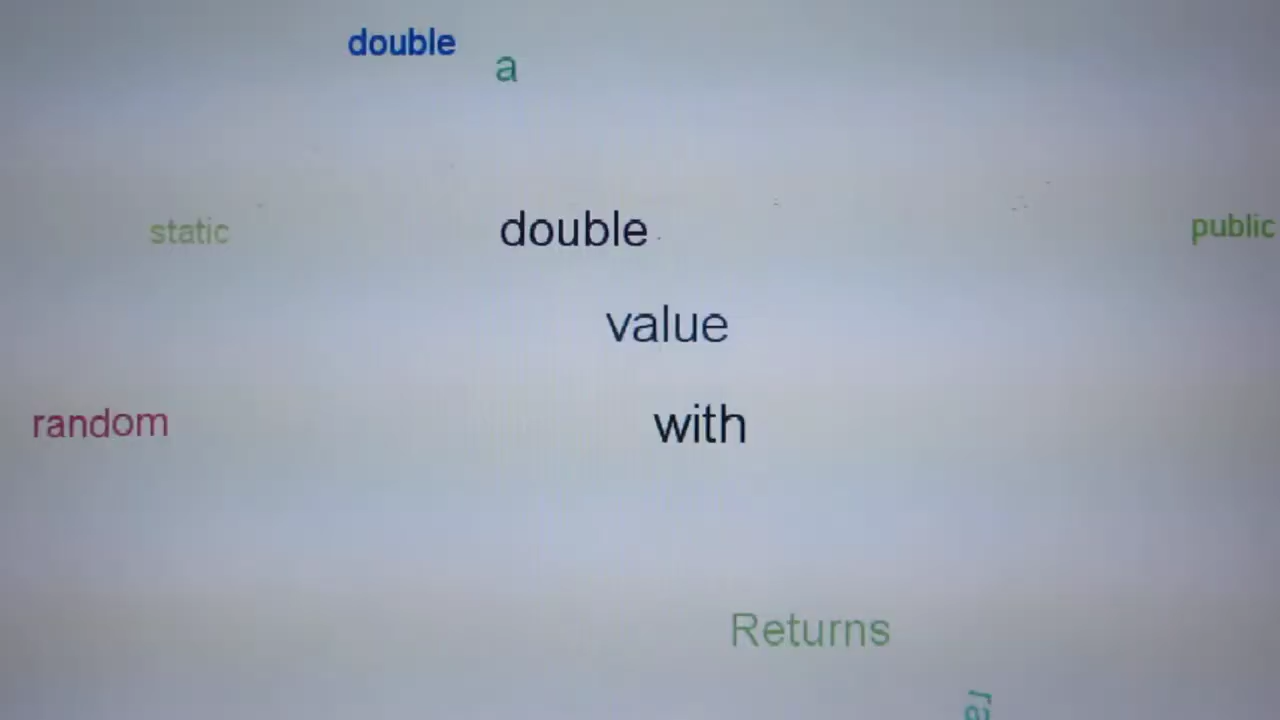 double
a
static
double
public
value
random
with
Returns